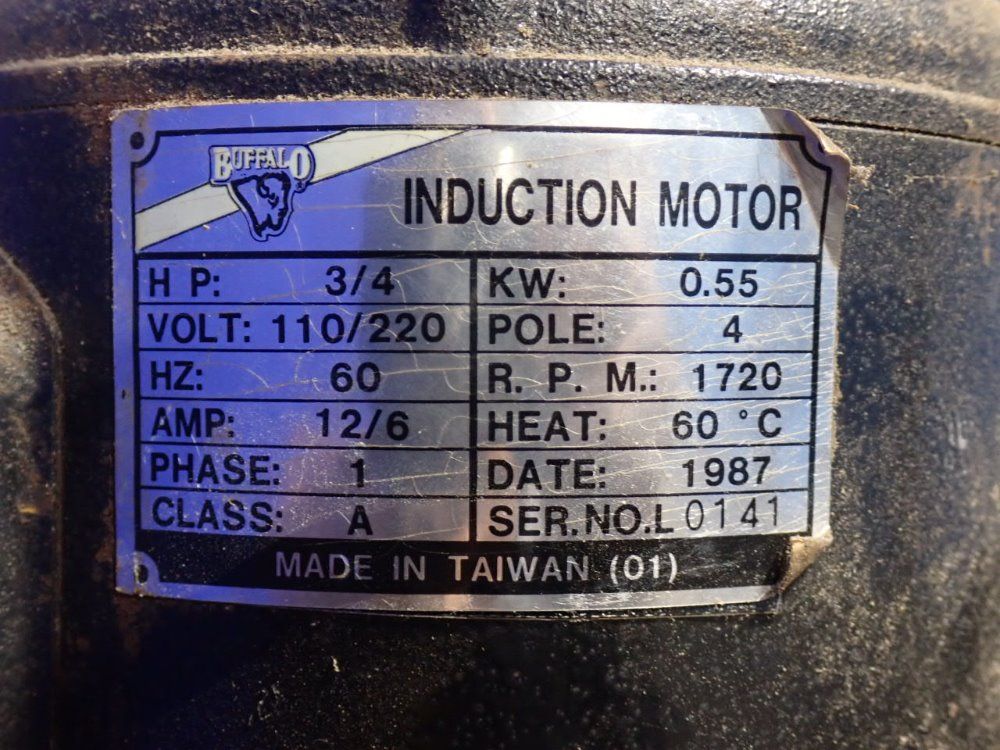 BUFFALO
INDUCTION MOTOR
H P: 3/4 KW: 0.55
VOLT: 110/220 POLE: 4
HZ: 60 R. P. M.: 1720
AMP: 12/6 HEAT: 60 °C
PHASE: 1 DATE: 1987
CLASS: A SER.NO.L0141
MADE IN TAIWAN (01)